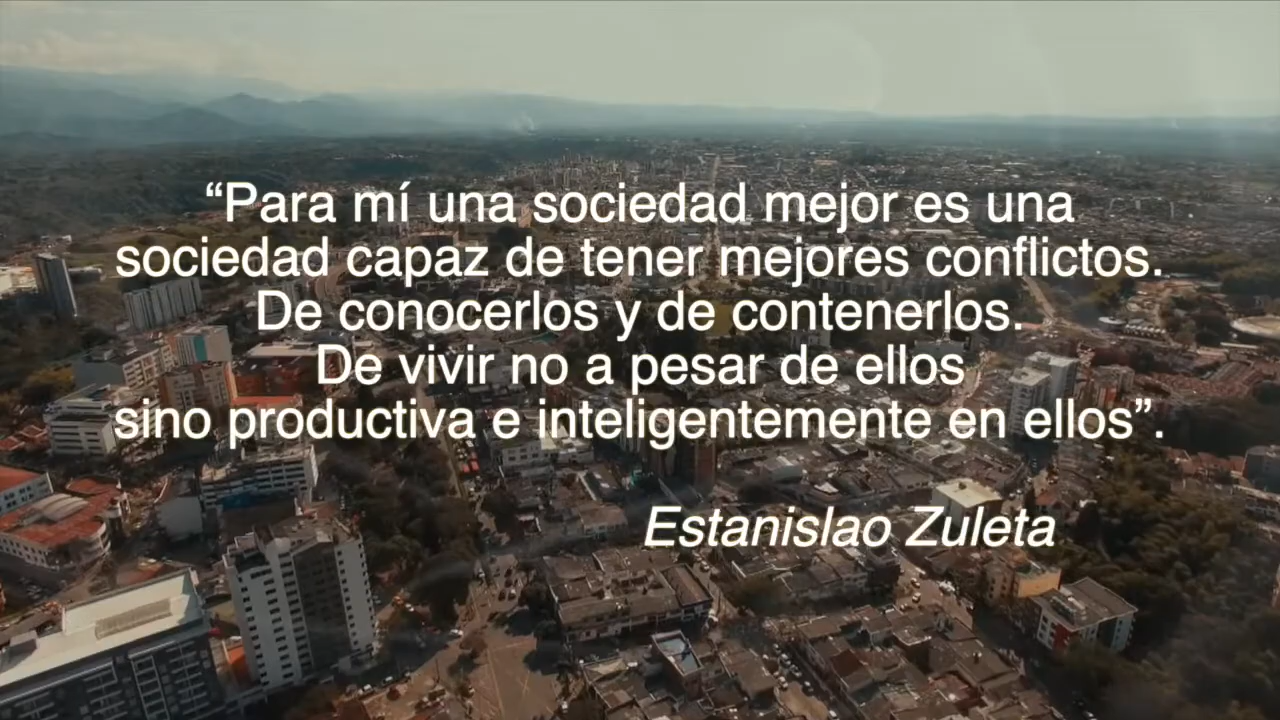 “Para mí una sociedad mejor es una
sociedad capaz de tener mejores conflictos.
De conocerlos y de contenerlos.
De vivir no a pesar de ellos
sino productiva e inteligentemente en ellos”.
Estanislao Zuleta